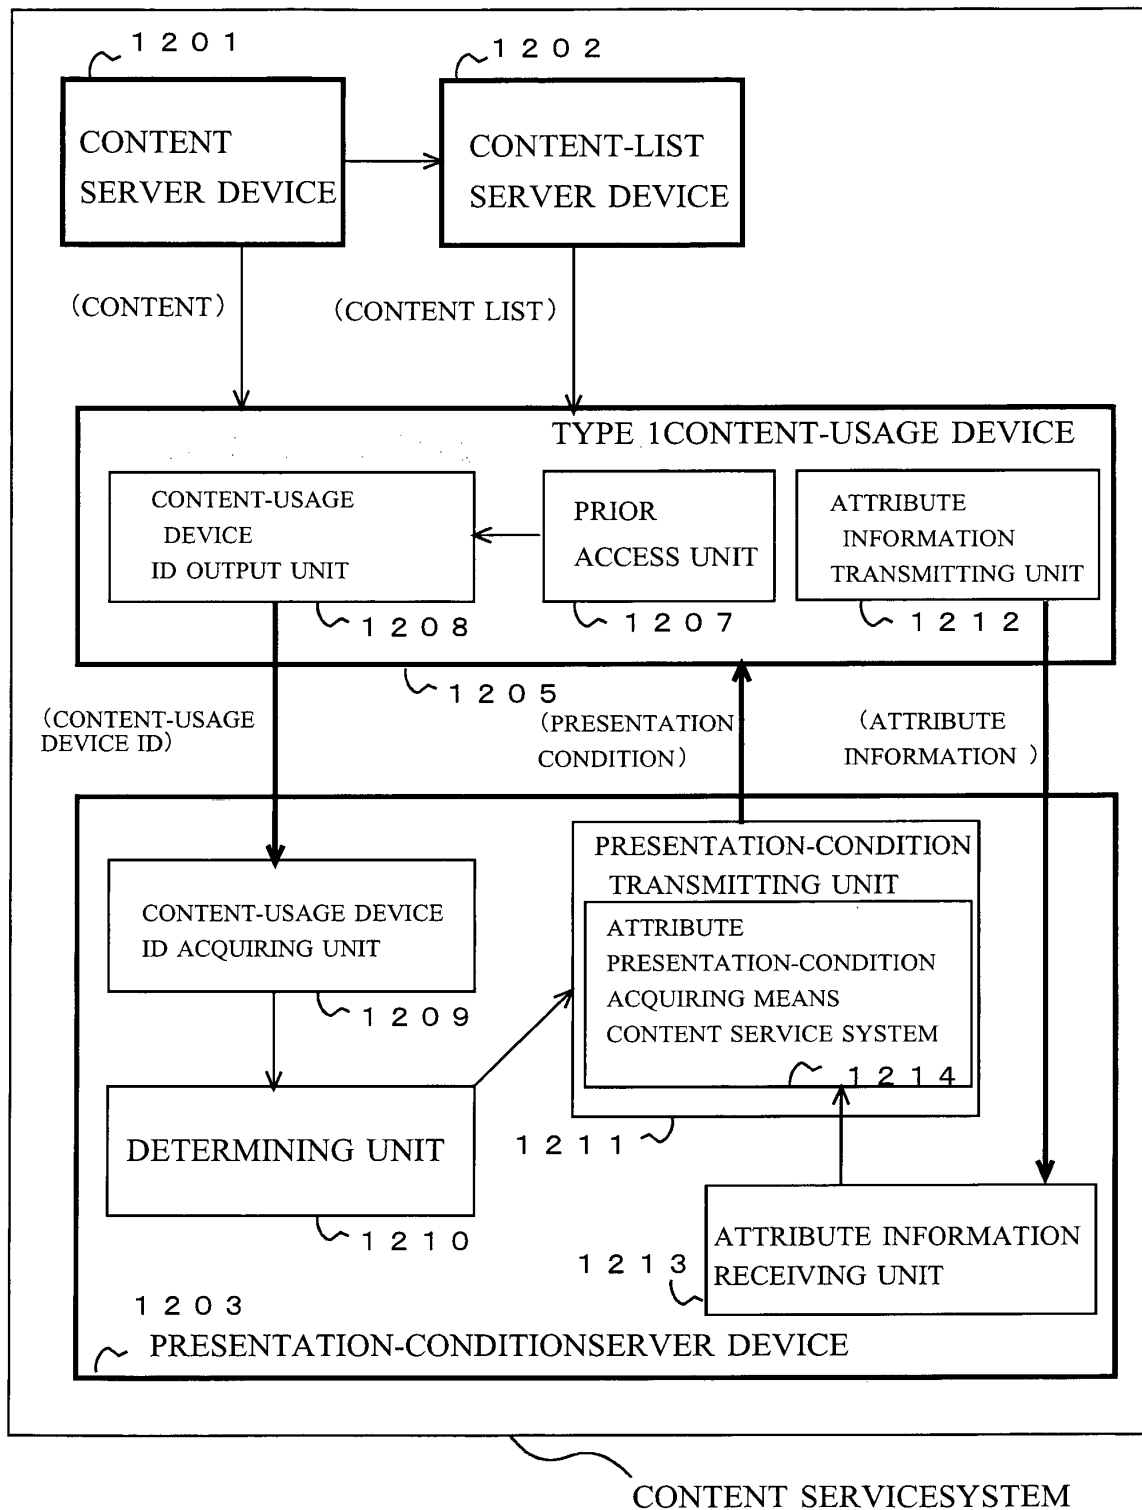 1201
1202
CONTENT
SERVER DEVICE
CONTENT-LIST
SERVER DEVICE
(CONTENT)
(CONTENT LIST)
TYPE 1CONTENT-USAGE DEVICE
CONTENT-USAGE
DEVICE
ID OUTPUT UNIT
1208
PRIOR
ACCESS UNIT
1207
ATTRIBUTE
INFORMATION
TRANSMITTING UNIT
1212
1205
(CONTENT-USAGE
DEVICE ID)
(PRESENTATION
CONDITION)
(ATTRIBUTE
INFORMATION )
PRESENTATION-CONDITION
TRANSMITTING UNIT
ATTRIBUTE
PRESENTATION-CONDITION
ACQUIRING MEANS
CONTENT SERVICE SYSTEM
1214
1211
CONTENT-USAGE DEVICE
ID ACQUIRING UNIT
1209
DETERMINING UNIT
1210
1213
ATTRIBUTE INFORMATION
RECEIVING UNIT
1203
PRESENTATION-CONDITIONSERVER DEVICE
CONTENT SERVICESYSTEM